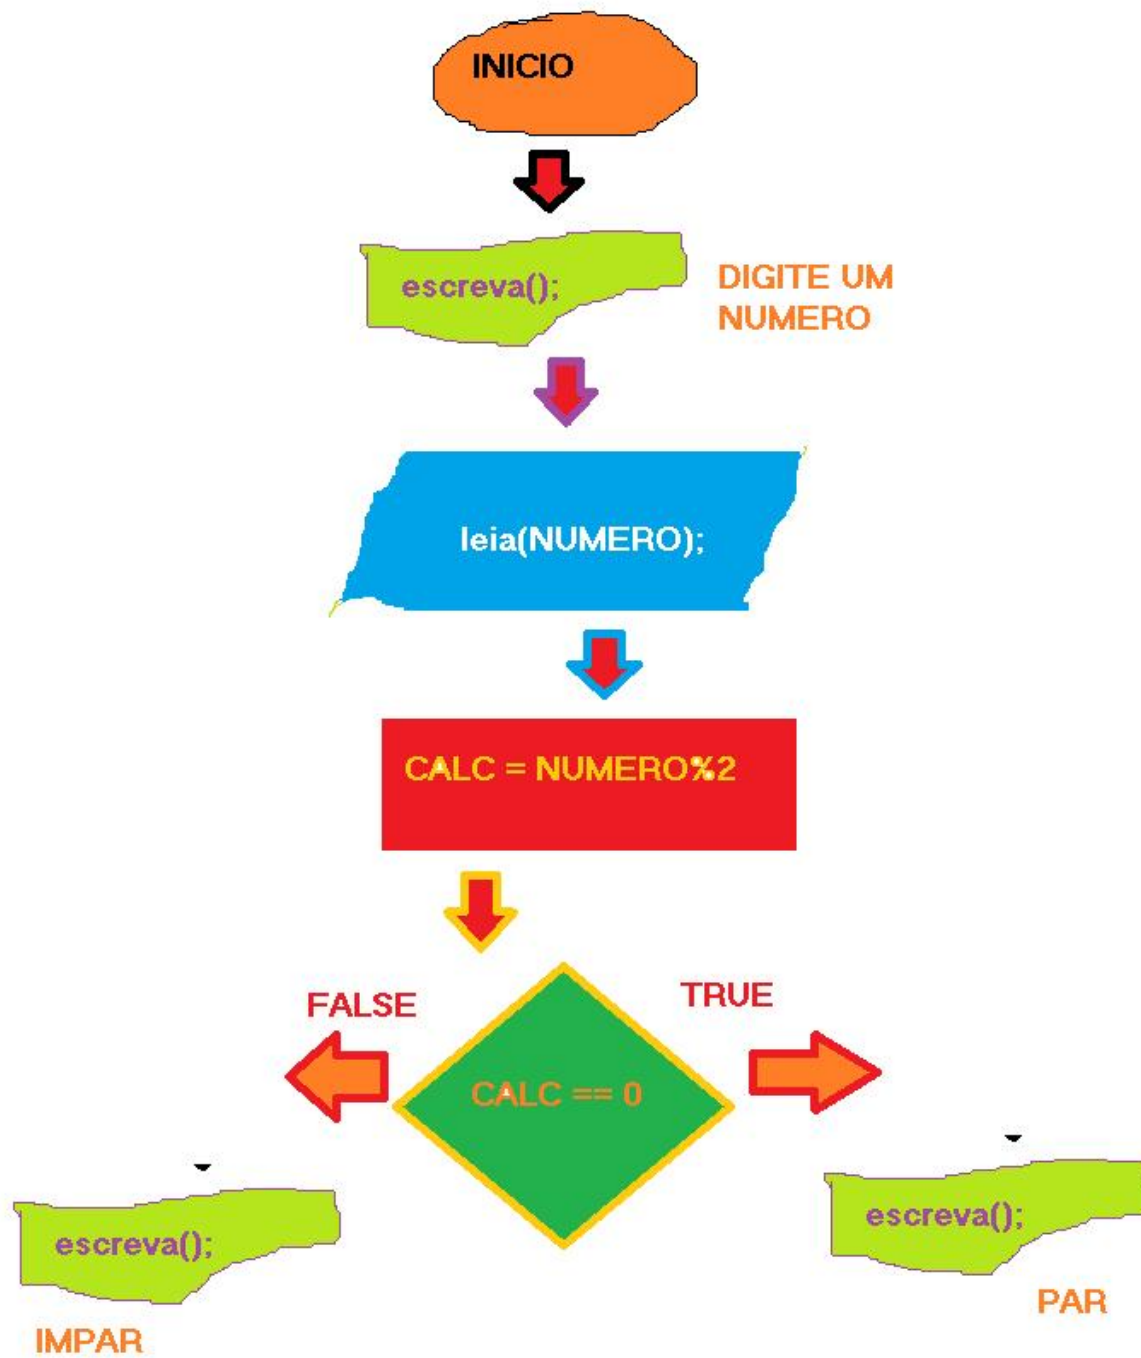 INICIO
escreva();
DIGITE UM
NUMERO
leia(NUMERO);
CALC = NUMERO%2
FALSE
TRUE
CALC == 0
escreva();
IMPAR
escreva();
PAR